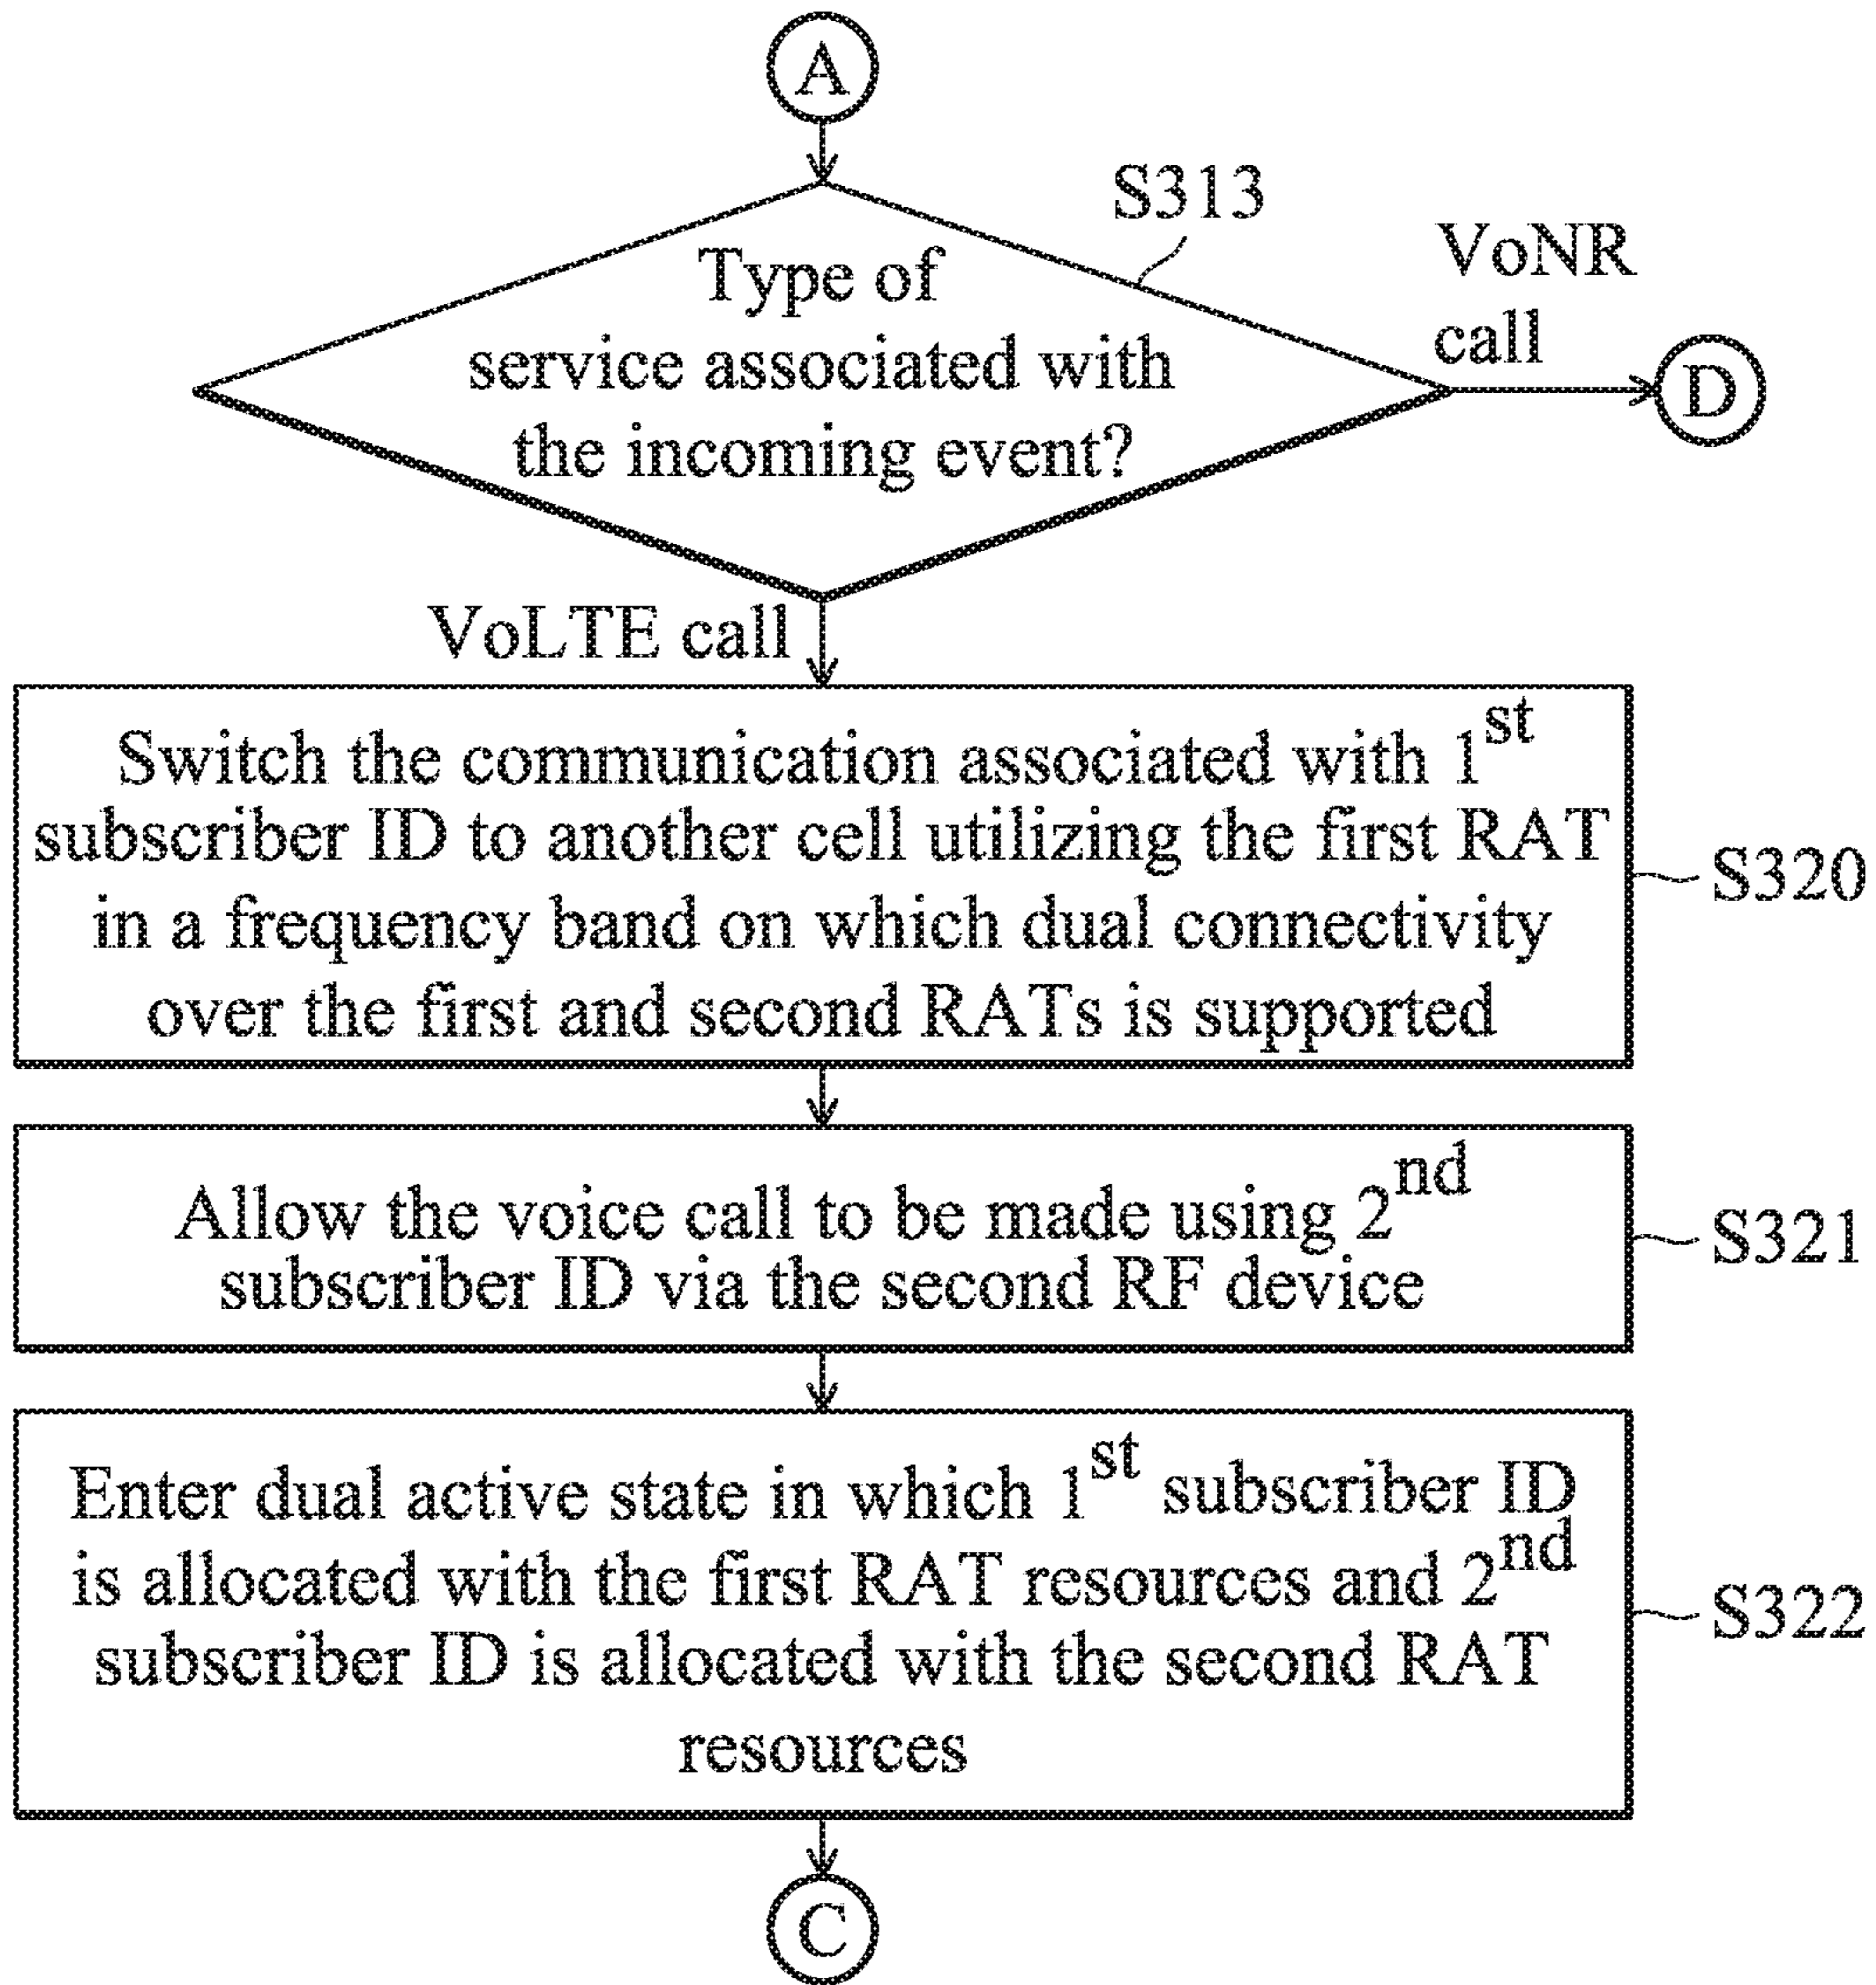 A
S313
VoNR
call
Type of
service associated with
the incoming event?
D
VoLTE call
Switch the communication associated with 1st
subscriber ID to another cell utilizing the first RAT
in a frequency band on which dual connectivity
over the first and second RATs is supported
S320
Allow the voice call to be made using 2nd
subscriber ID via the second RF device
S321
Enter dual active state in which 1st subscriber ID
is allocated with the first RAT resources and 2nd
subscriber ID is allocated with the second RAT
resources
S322
C